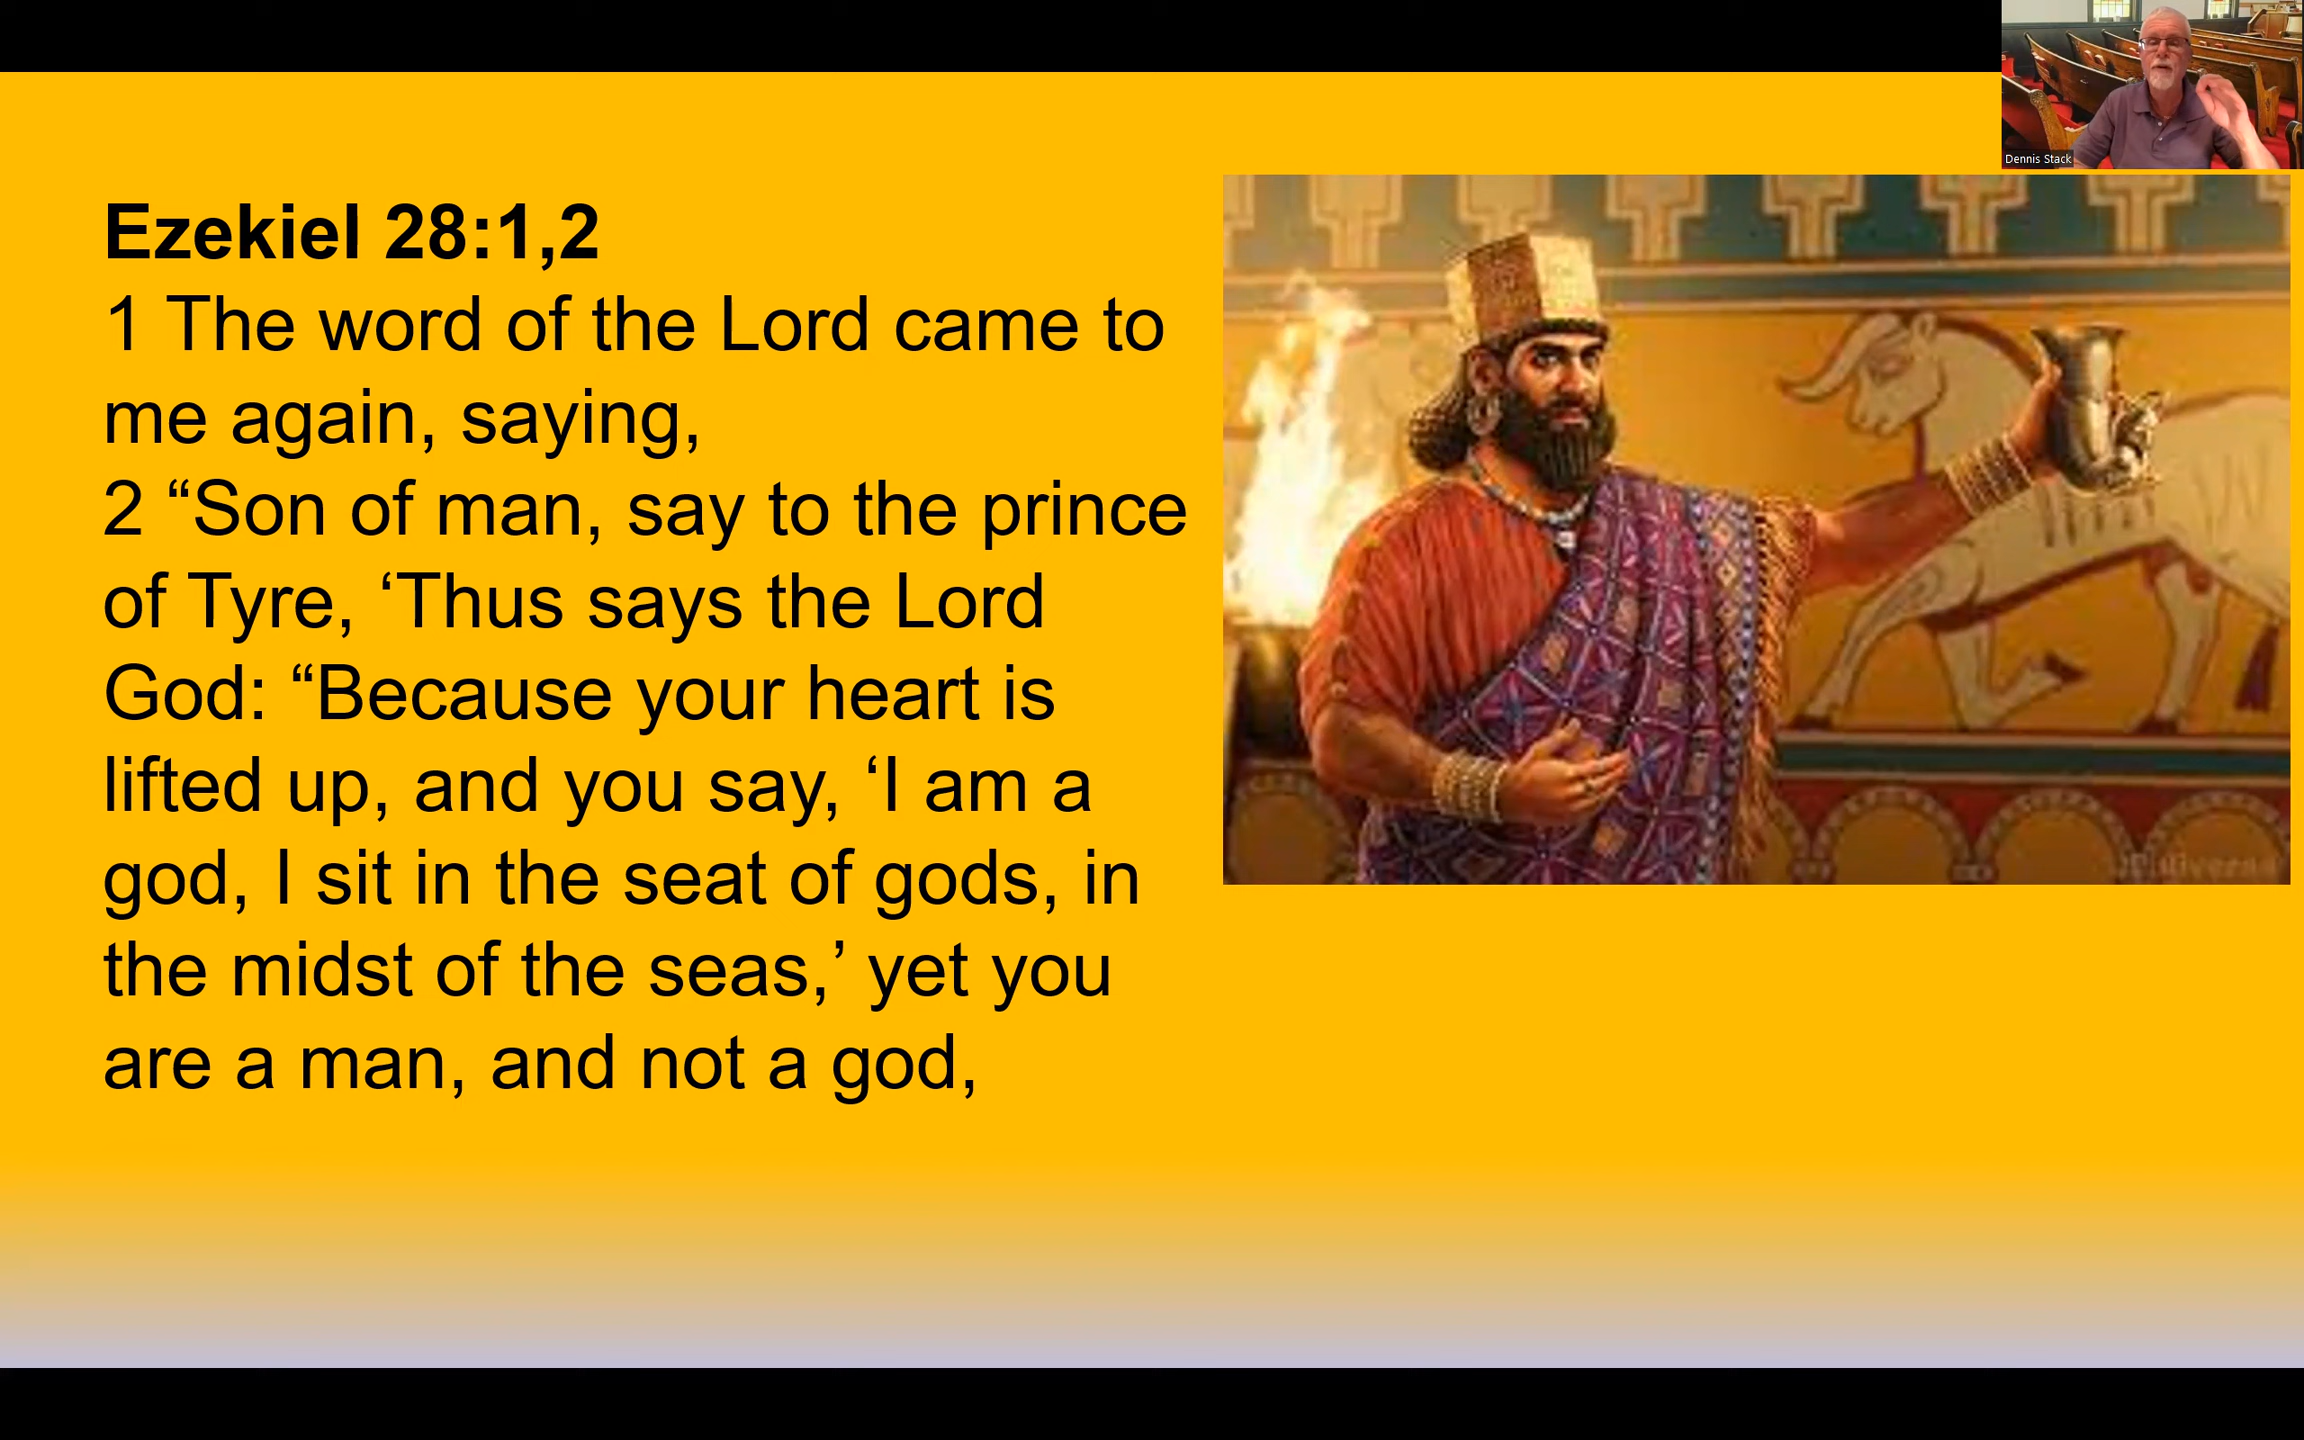 Dennis Stack
Ezekiel 28:1,2
1 The word of the Lord came to
me again, saying,
2 “Son of man, say to the prince
of Tyre, ‘Thus says the Lord
God: “Because your heart is
lifted up, and you say, ‘I am a
god, I sit in the seat of gods, in
the midst of the seas,’ yet you
are a man, and not a god,